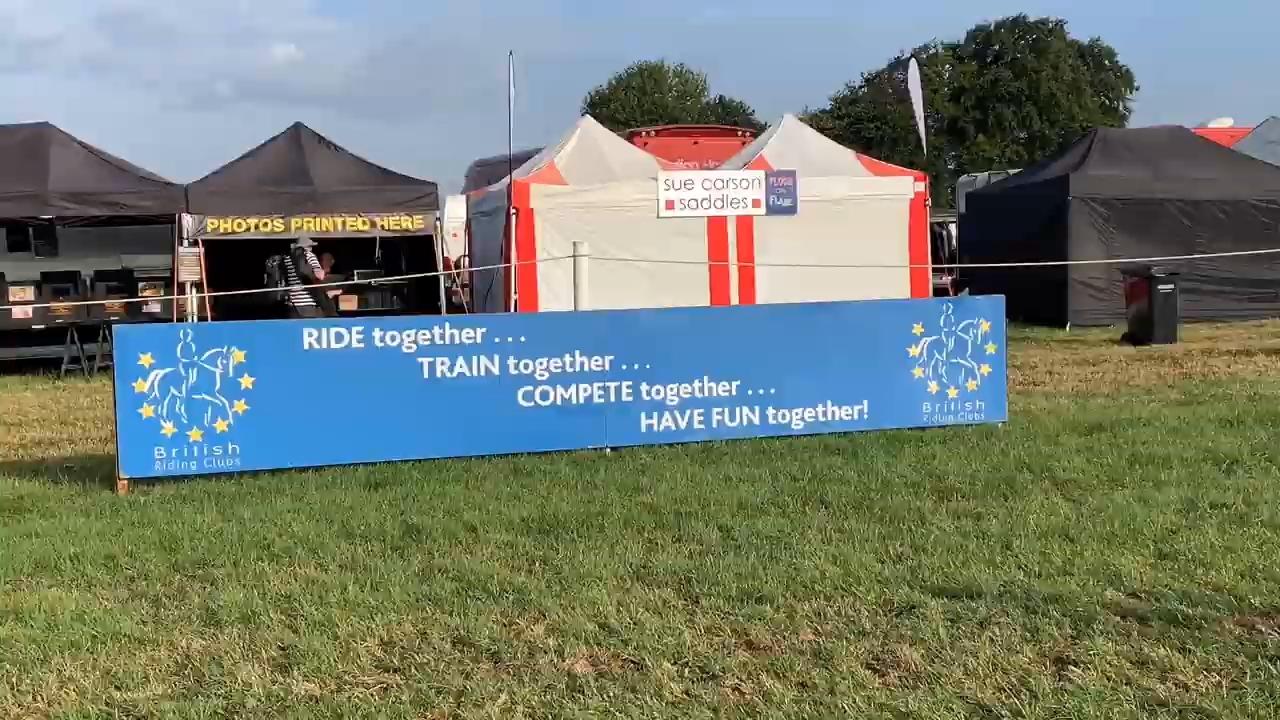 PHOTOS PRINTED HERE
sue carson
saddles
RIDE together . . .
TRAIN together . . .
COMPETE together . . .
HAVE FUN together!
British
Riding Clubs
British
Riding Clubs